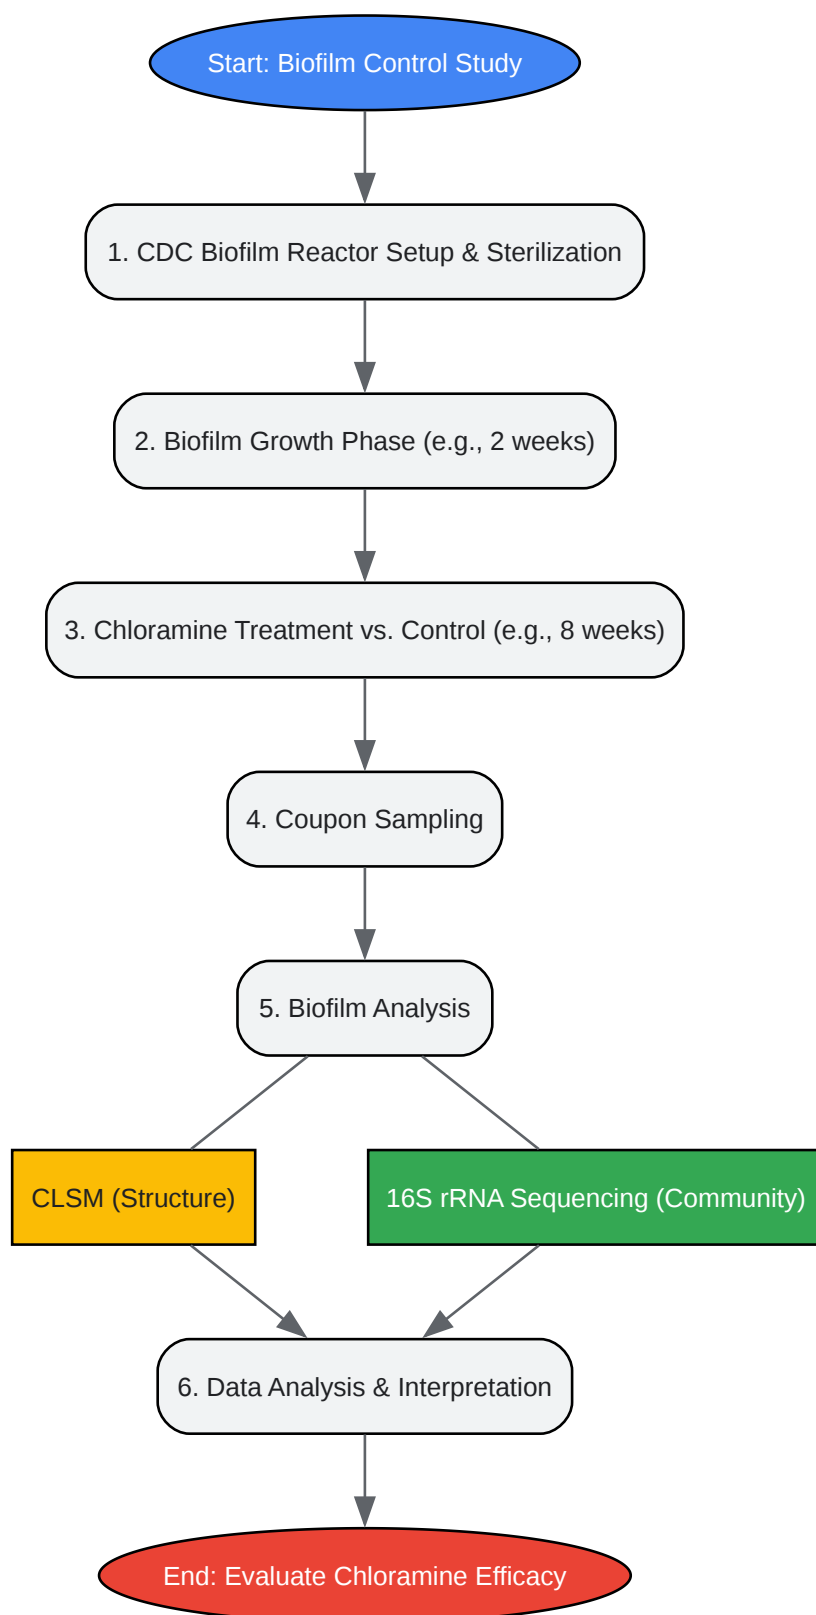 Start: Biofilm Control Study
1. CDC Biofilm Reactor Setup & Sterilization
2. Biofilm Growth Phase (e.g., 2 weeks)
3. Chloramine Treatment vs. Control (e.g., 8 weeks)
4. Coupon Sampling
5. Biofilm Analysis
CLSM (Structure)
16S rRNA Sequencing (Community)
6. Data Analysis & Interpretation
End: Evaluate Chloramine Efficacy